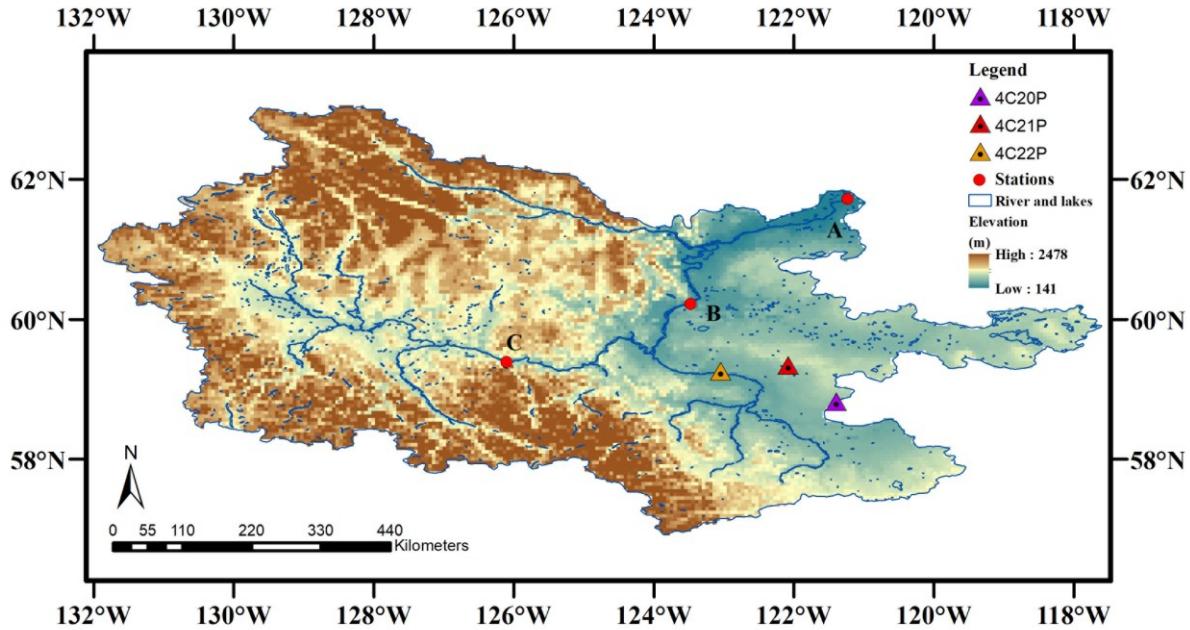 132°W 130°W 128°W 126°W 124°W 122°W 120°W 118°W
Legend
4C20P
4C21P
4C22P
Stations
River and lakes
Elevation
(m)
High : 2478
Low : 141
62°N 62°N
A
60°N B 60°N
C
58°N 58°N
N
0 55 110 220 330 440
Kilometers
132°W 130°W 128°W 126°W 124°W 122°W 120°W 118°W